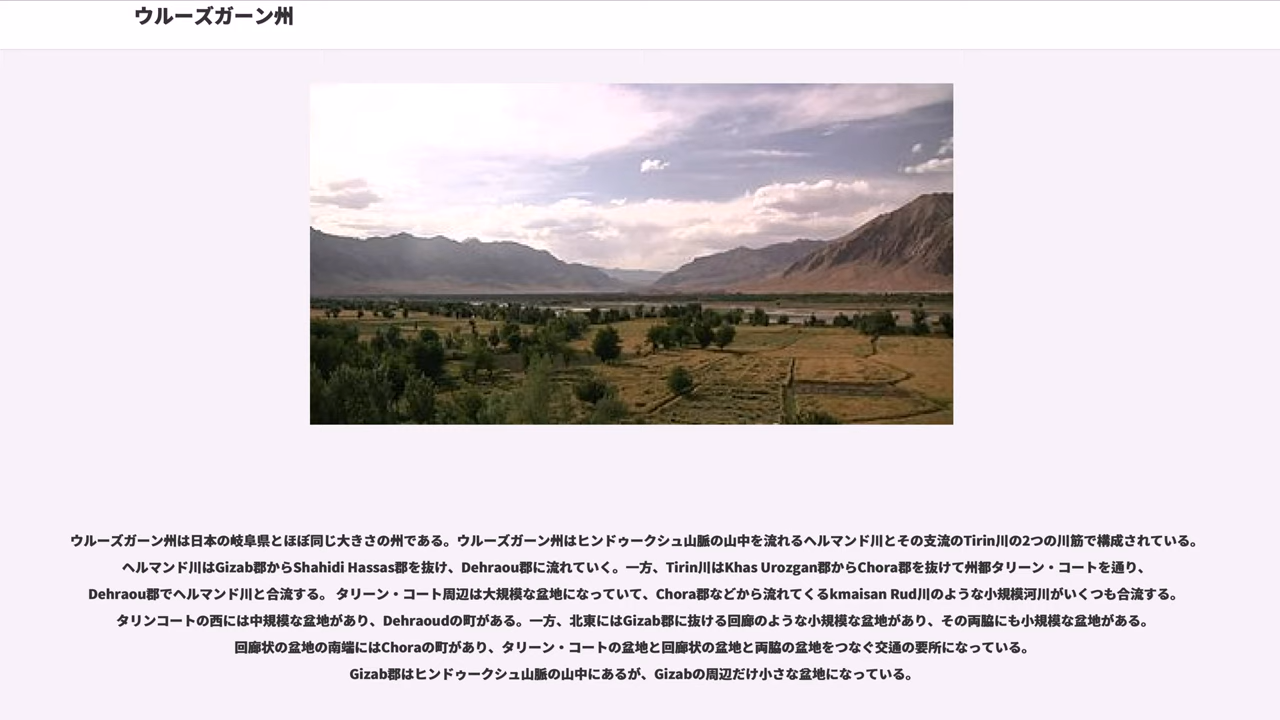 ウルーズガーン州
ウルーズガーン州は日本の岐阜県とほぼ同じ大きさの州である。ウルーズガーン州はヒンドゥークシュ山脈の山中を流れるヘルマンド川とその支流のTirin川の2つの川筋で構成されている。
ヘルマンド川はGizab郡からShahidi Hassas郡を抜け、Dehraou郡に流れていく。一方、Tirin川はKhas Urozgan郡からChora郡を抜けて州都タリーン・コートを通り、
Dehraou郡でヘルマンド川と合流する。 タリーン・コート周辺は大規模な盆地になっていて、Chora郡などから流れてくるkmaisan Rud川のような小規模河川がいくつも合流する。
タリンコートの西には中規模な盆地があり、Dehraoudの町がある。一方、北東にはGizab郡に抜ける回廊のような小規模な盆地があり、その両脇にも小規模な盆地がある。
回廊状の盆地の南端にはChoraの町があり、タリーン・コートの盆地と回廊状の盆地と両脇の盆地をつなぐ交通の要所になっている。
Gizab郡はヒンドゥークシュ山脈の山中にあるが、Gizabの周辺だけ小さな盆地になっている。